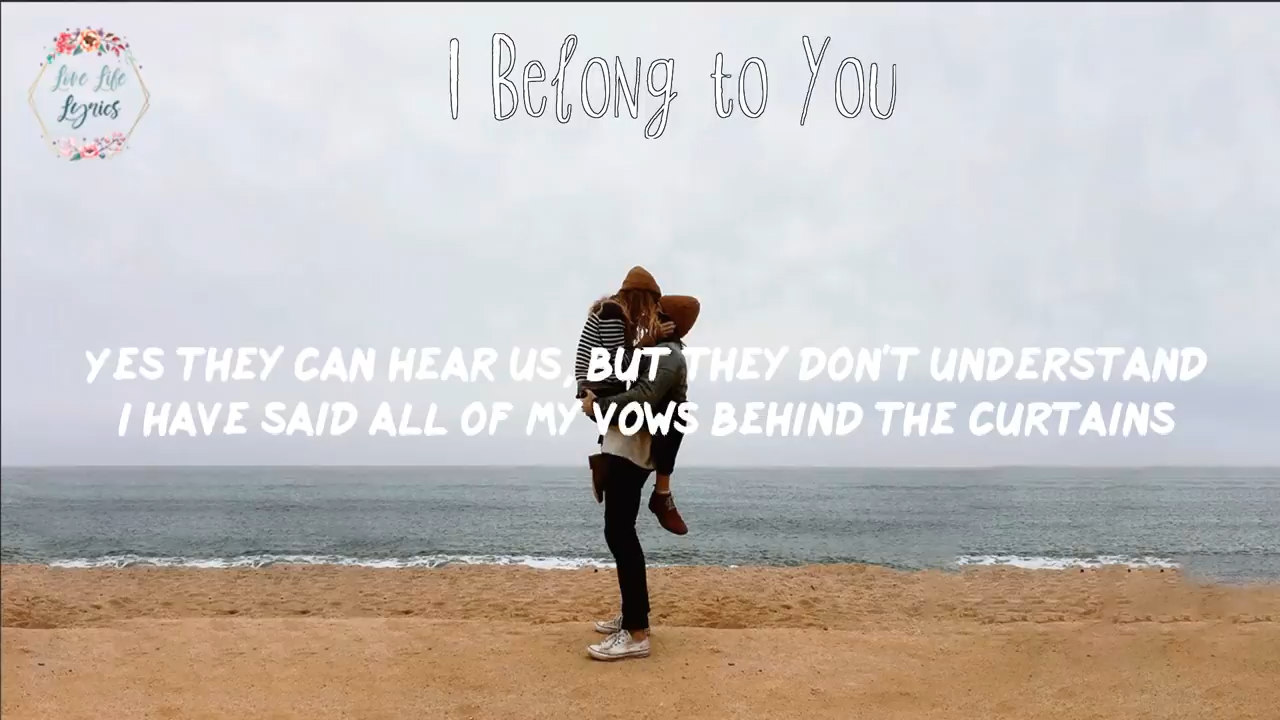 I Belong to You
Love Life
Lyrics
YES THEY CAN HEAR US, BUT THEY DON'T UNDERSTAND
I HAVE SAID ALL OF MY VOWS BEHIND THE CURTAINS